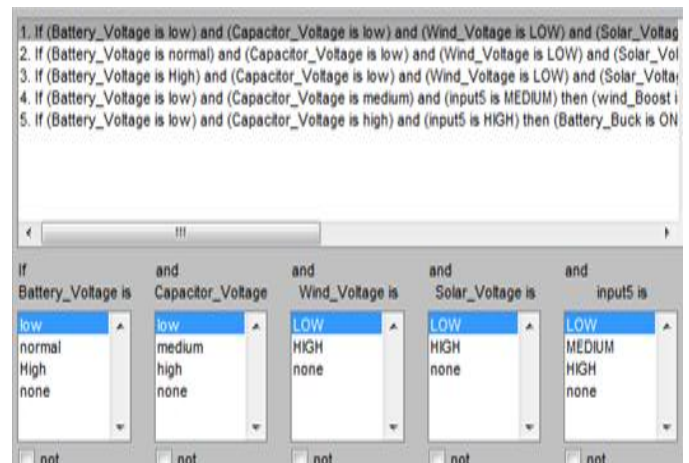 1. If (Battery_Voltage is low) and (Capacitor_Voltage is low) and (Wind_Voltage is LOW) and (Solar_Voltag
2. If (Battery_Voltage is normal) and (Capacitor_Voltage is low) and (Wind_Voltage is LOW) and (Solar_Vol
3. If (Battery_Voltage is High) and (Capacitor_Voltage is low) and (Wind_Voltage is LOW) and (Solar_Volta
4. If (Battery_Voltage is low) and (Capacitor_Voltage is medium) and (input5 is MEDIUM) then (wind_Boost i
5. If (Battery_Voltage is low) and (Capacitor_Voltage is high) and (input5 is HIGH) then (Battery_Buck is ON
If and and and and
Battery_Voltage is Capacitor_Voltage Wind_Voltage is Solar_Voltage is input5 is
low low LOW LOW LOW
normal medium HIGH HIGH MEDIUM
High high none none HIGH
none none none
not not not not not